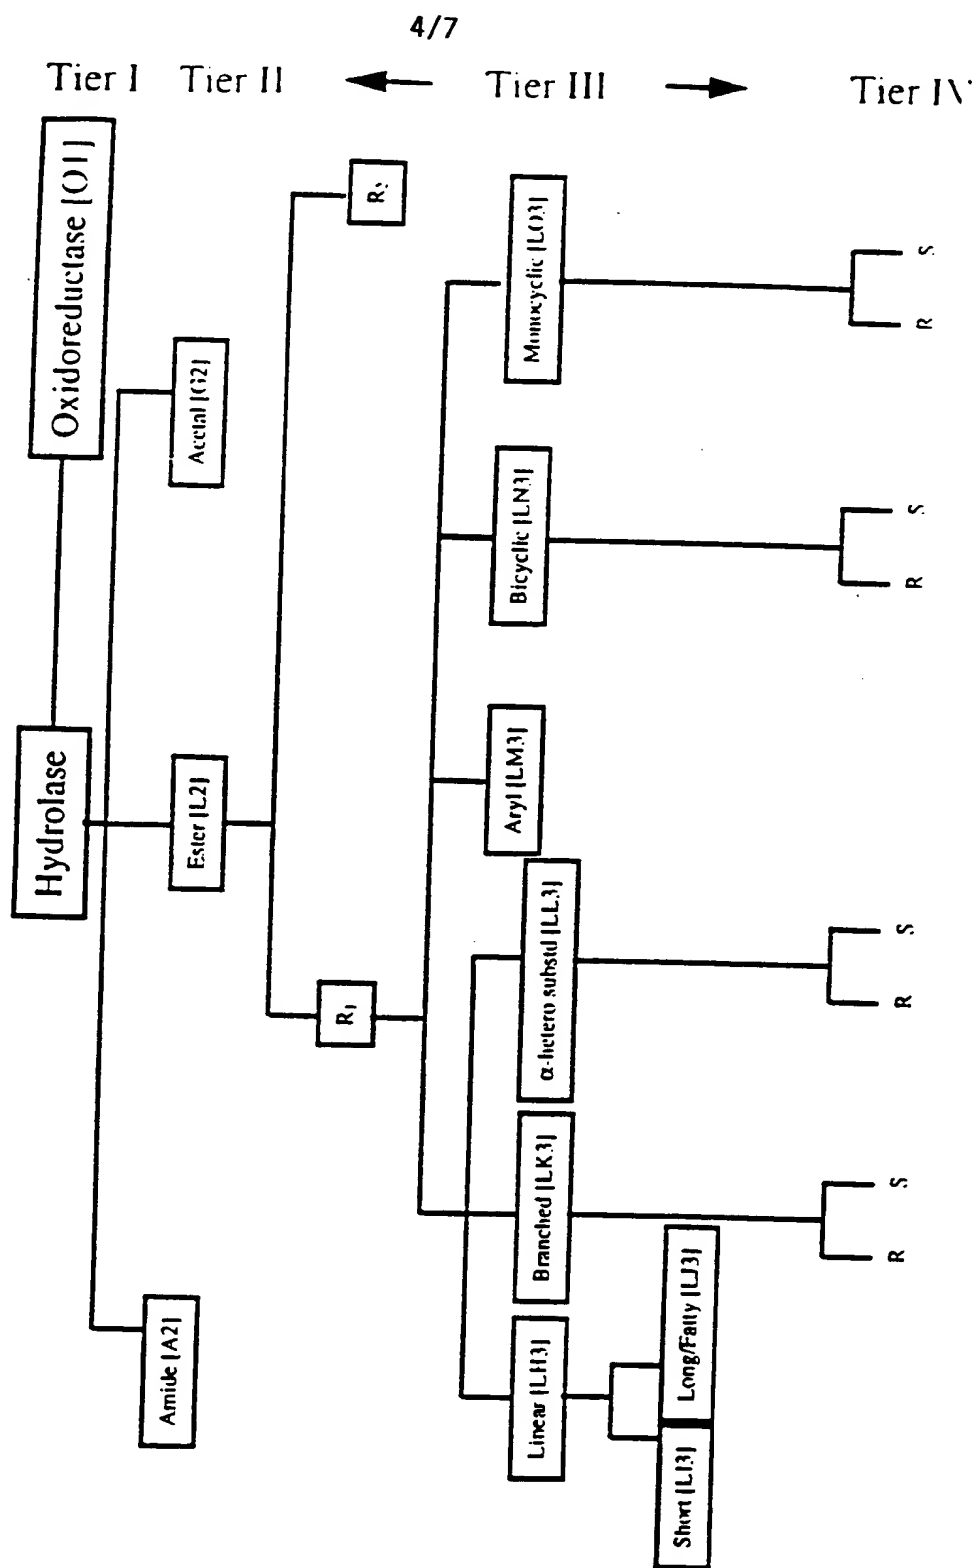 4/7
Tier I
Tier II
Tier III
Tier IV
Hydrolase
Oxidoreductase [O1]
Amide [A2]
Ester [L2]
Acetal [G2]
R1
R2
Linear [LH3]
Branched [LK3]
α-hetero substd [LL3]
Aryl [LM3]
Bicyclic [LN3]
Monocyclic [LO3]
Short [LI3]
Long/Fatty [LJ3]
R
S
R
S
R
S
R
S